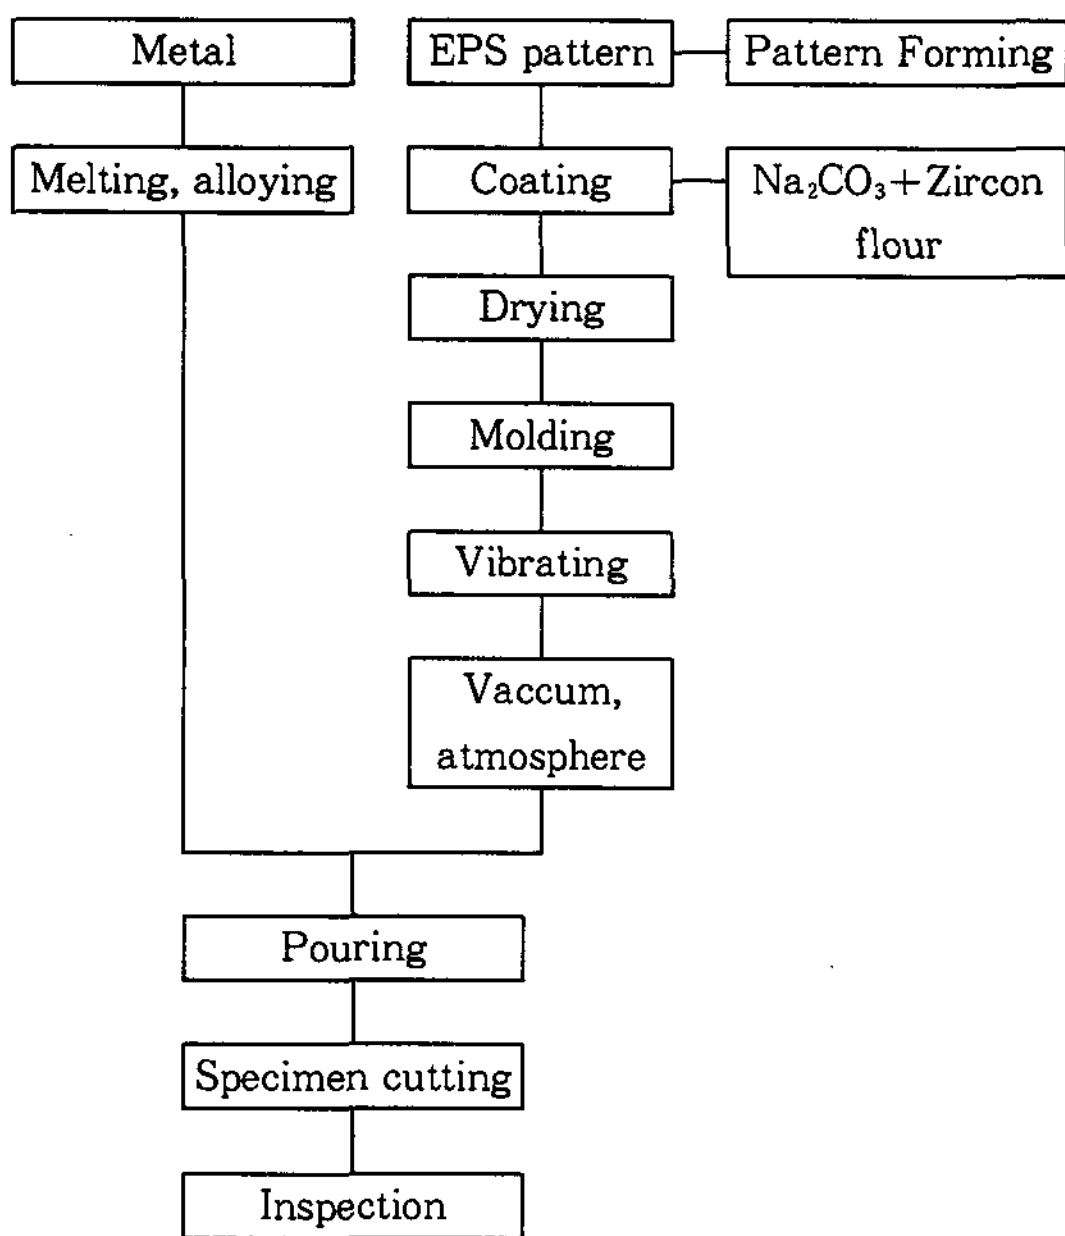 Metal
EPS pattern
Pattern Forming
Melting, alloying
Coating
Na₂CO₃+Zircon
flour
Drying
Molding
Vibrating
Vaccum,
atmosphere
Pouring
Specimen cutting
Inspection